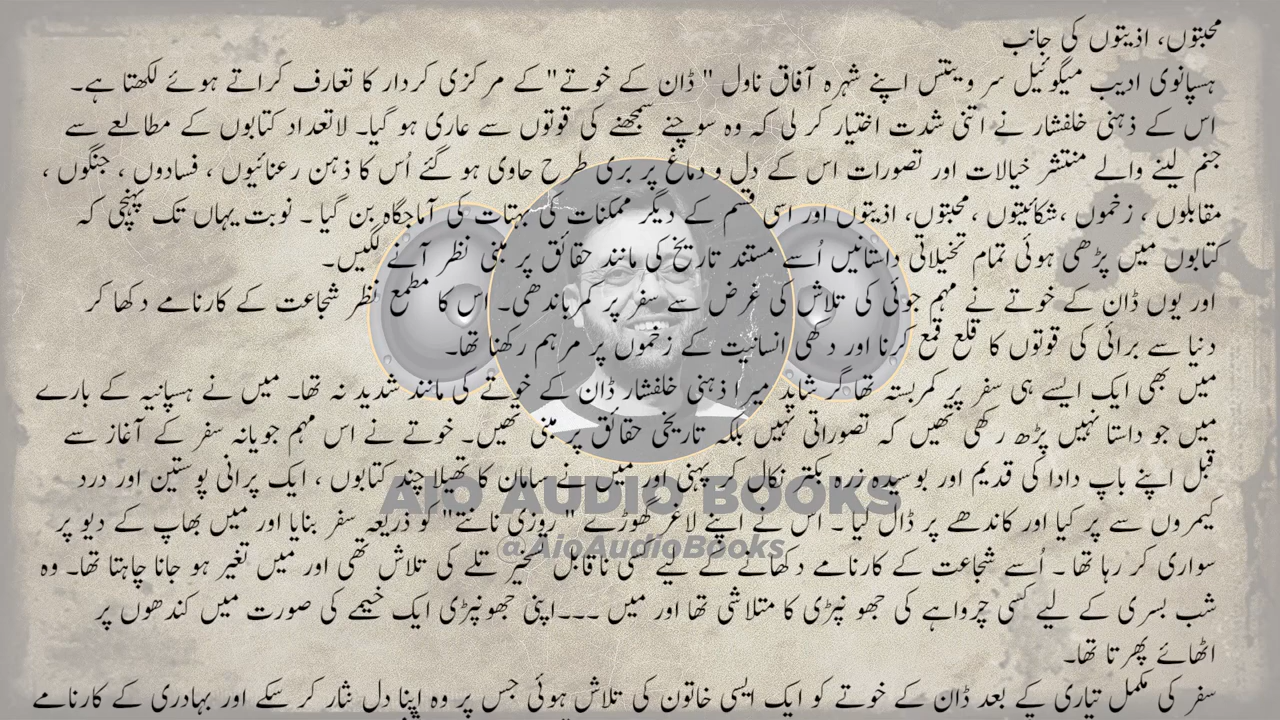 محبتوں، اذیتوں کی جانب
ہسپانوی ادیب میگوئیل سر وینتس اپنے شہرہ آفاق ناول " ڈان کے خوتے "کے مرکزی کردار کا تعارف کراتے ہوئے لکھتا ہے۔
اس کے ذہنی خلفشار نے اتنی شدت اختیار کر لی کہ وہ سوچنے سمجھنے کی قوتوں سے عاری ہو گیا۔ لاتعداد کتابوں کے مطالعے سے
جنم لینے والے منتشر خیالات اور تصورات اس کے دل و دماغ پر بری طرح حاوی ہو گئے اُس کا ذہن رعنائیوں ، فسادوں ، جنگوں ،
مقابلوں ، زخموں ،شکائیتوں ،محبتوں، اذیتوں اور اسی قسم کے دیگر ممکنات کی بہتات کی آماجگاہ بن گیا ۔ نوبت یہاں تک پہنچی کہ
کتابوں میں پڑھی ہوئی تمام تخیلاتی داستانیں اُسے مستند تاریخ کی مانند حقائق پر مبنی نظر آنے لگیں۔
اور یوں ڈان کے خوتے نے مہم جوئی کی تلاش کی غرض سے سفر پر کمر باندھی۔ اس کا مطمع نظر شجاعت کے کارنامے دکھا کر
دنیا سے برائی کی قوتوں کا قلع قمع کرنا اور دکھی انسانیت کے زخموں پر مرہم رکھنا تھا۔
میں بھی ایک ایسے ہی سفر پر کمربستہ تھا گر شاید میرا ذہنی خلفشار ڈان کے خوتے کی مانند شدید نہ تھا۔ میں نے ہسپانیہ کے بارے
میں جو داستا نہیں پڑھ رکھی تھیں کہ تصوراتی نہیں بلکہ تاریخی حقائق پر مبنی تھیں۔ خوتے نے اس مہم جویانہ سفر کے آغاز سے
قبل اپنے باپ دادا کی قدیم اور بوسیدہ زرہ بکتر نکال کر پہنی اور میں نے سامان کا تھیلا چند کتابوں ، ایک پرانی پوستین اور درد
AIO AUDIO BOOKS
کیمروں سے پر کیا اور کاندھے پر ڈال لیا ۔ اس نے اپنے لاغر گھوڑے " روزی نانتے" کو ذریعہ سفر بنایا اور میں بھاپ کے دیو پر
@AioAudioBooks
سواری کر رہا تھا ۔ اُسے شجاعت کے کارنامے دکھانے کے لیے کسی ناقابل تسخیر تلے کی تلاش تھی اور میں تغیر ہو جانا چاہتا تھا۔ وہ
شب بسری کے لیے کسی چرواہے کی جھو نپڑی کا متلاشی تھا اور میں ۔۔۔اپنی جھونپڑی ایک خیمے کی صورت میں کندھوں پر
اٹھائے پھرتا تھا۔
سفر کی مکمل تیاری کے بعد ڈان کے خوتے کو ایک ایسی خاتون کی تلاش ہوئی جس پر وہ اپنا دل نثار کر سکے اور بہادری کے کارنامے